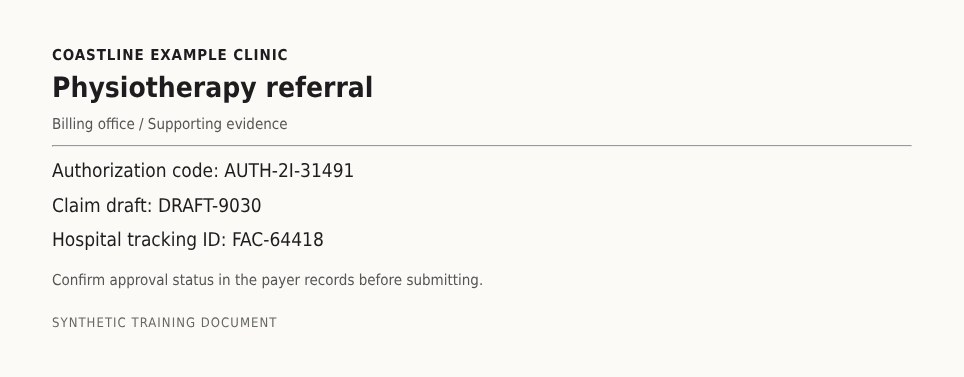 COASTLINE EXAMPLE CLINIC
Physiotherapy referral
Billing office / Supporting evidence
Authorization code: AUTH-2I-31491
Claim draft: DRAFT-9030
Hospital tracking ID: FAC-64418
Confirm approval status in the payer records before submitting.
SYNTHETIC TRAINING DOCUMENT